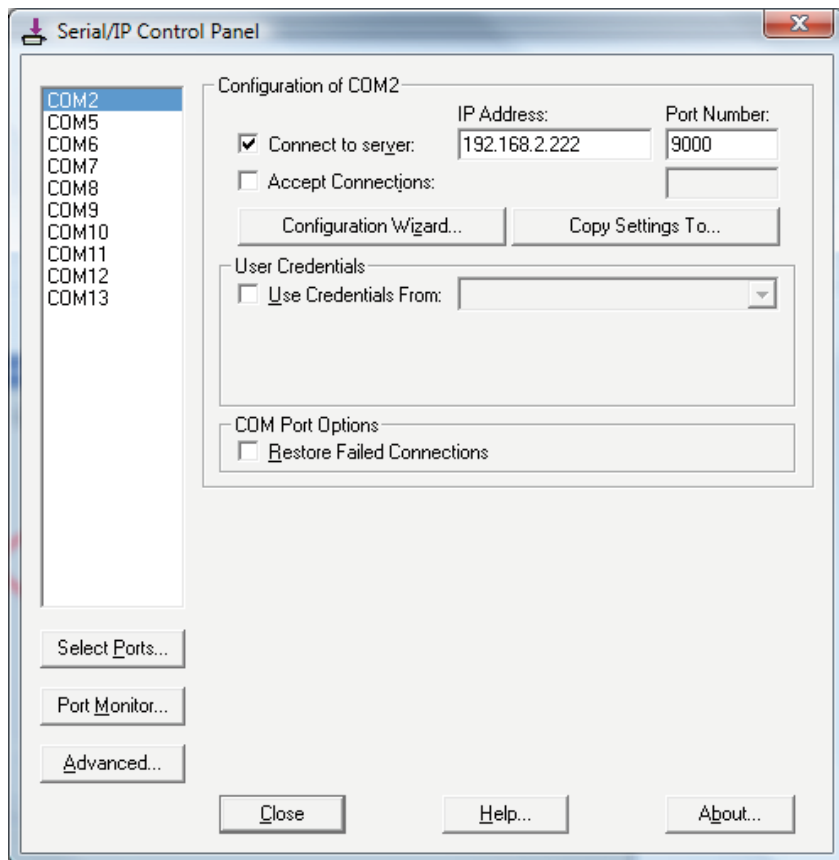 Serial/IP Control Panel
COM2
COM5
COM6
COM7
COM8
COM9
COM10
COM11
COM12
COM13
Select Ports...
Port Monitor...
Advanced...
Configuration of COM2
IP Address: Port Number:
Connect to server: 192.168.2.222 9000
Accept Connections:
Configuration Wizard... Copy Settings To...
User Credentials
Use Credentials From:
COM Port Options
Restore Failed Connections
Close Help... About...